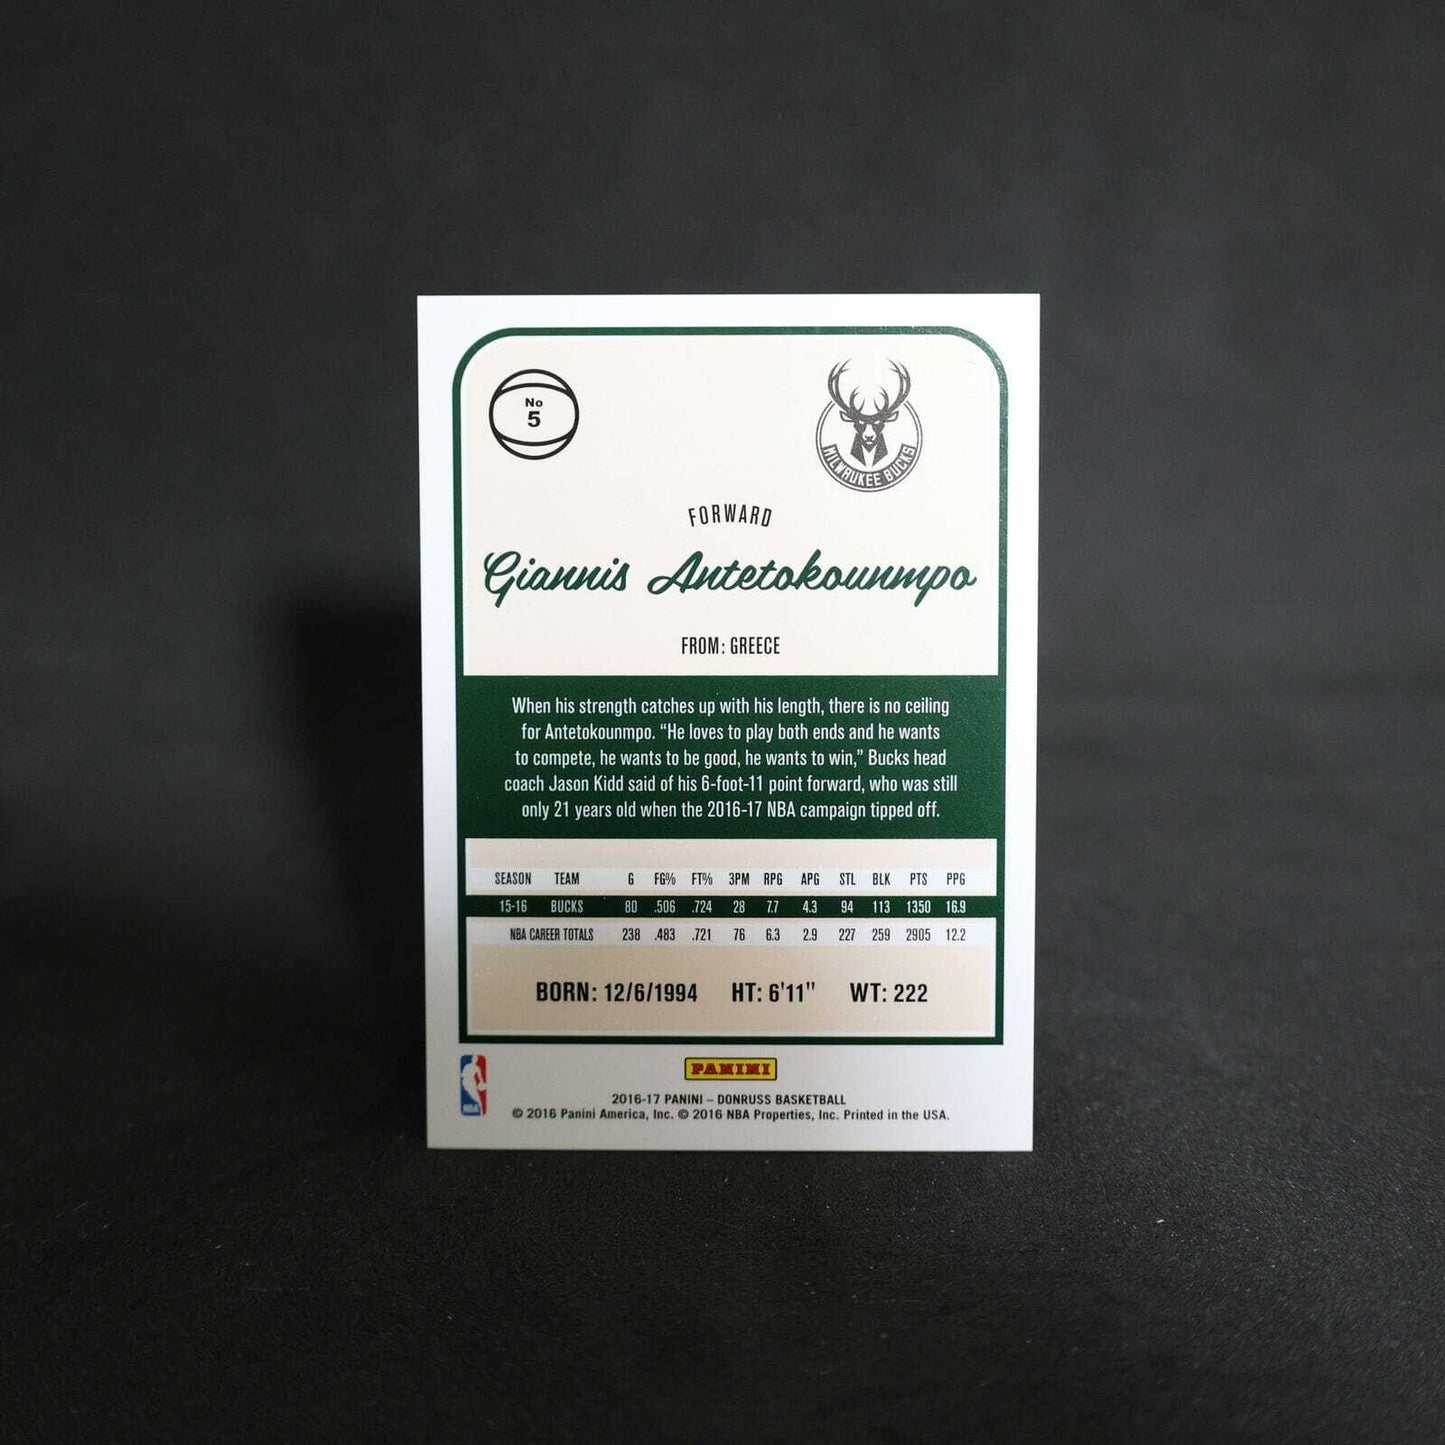 No
5
MILWAUKEE BUCKS
FORWARD
Giannis Antetokounmpo
FROM: GREECE
When his strength catches up with his length, there is no ceiling
for Antetokounmpo. “He loves to play both ends and he wants
to compete, he wants to be good, he wants to win,” Bucks head
coach Jason Kidd said of his 6-foot-11 point forward, who was still
only 21 years old when the 2016-17 NBA campaign tipped off.
SEASON TEAM G FG% FT% 3PM RPG APG STL BLK PTS PPG
15-16 BUCKS 80 .506 .724 28 7.7 4.3 94 113 1350 16.9
NBA CAREER TOTALS 238 .483 .721 76 6.3 2.9 227 259 2905 12.2
BORN: 12/6/1994 HT: 6'11" WT: 222
NBA
PANINI
2016-17 PANINI – DONRUSS BASKETBALL
© 2016 Panini America, Inc. © 2016 NBA Properties, Inc. Printed in the USA.